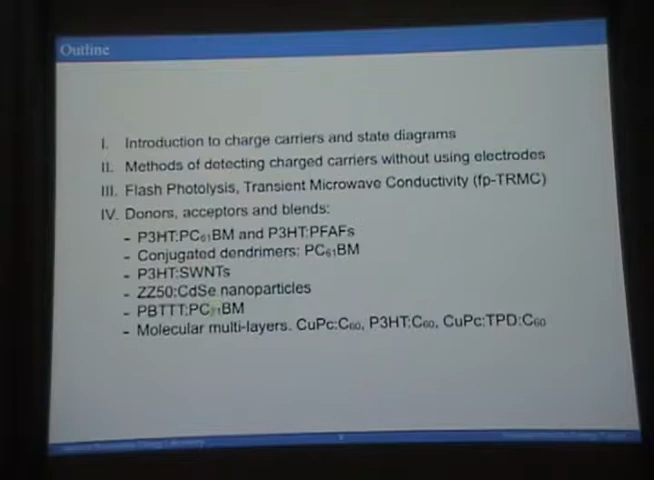 Outline
I. Introduction to charge carriers and state diagrams
II. Methods of detecting charged carriers without using electrodes
III. Flash Photolysis, Transient Microwave Conductivity (fp-TRMC)
IV. Donors, acceptors and blends:
- P3HT:PC₆₁BM and P3HT:PFAFs
- Conjugated dendrimers: PC₆₁BM
- P3HT:SWNTs
- ZZ50:CdSe nanoparticles
- PBTTT:PC₇₁BM
- Molecular multi-layers. CuPc:C₆₀, P3HT:C₆₀, CuPc:TPD:C₆₀